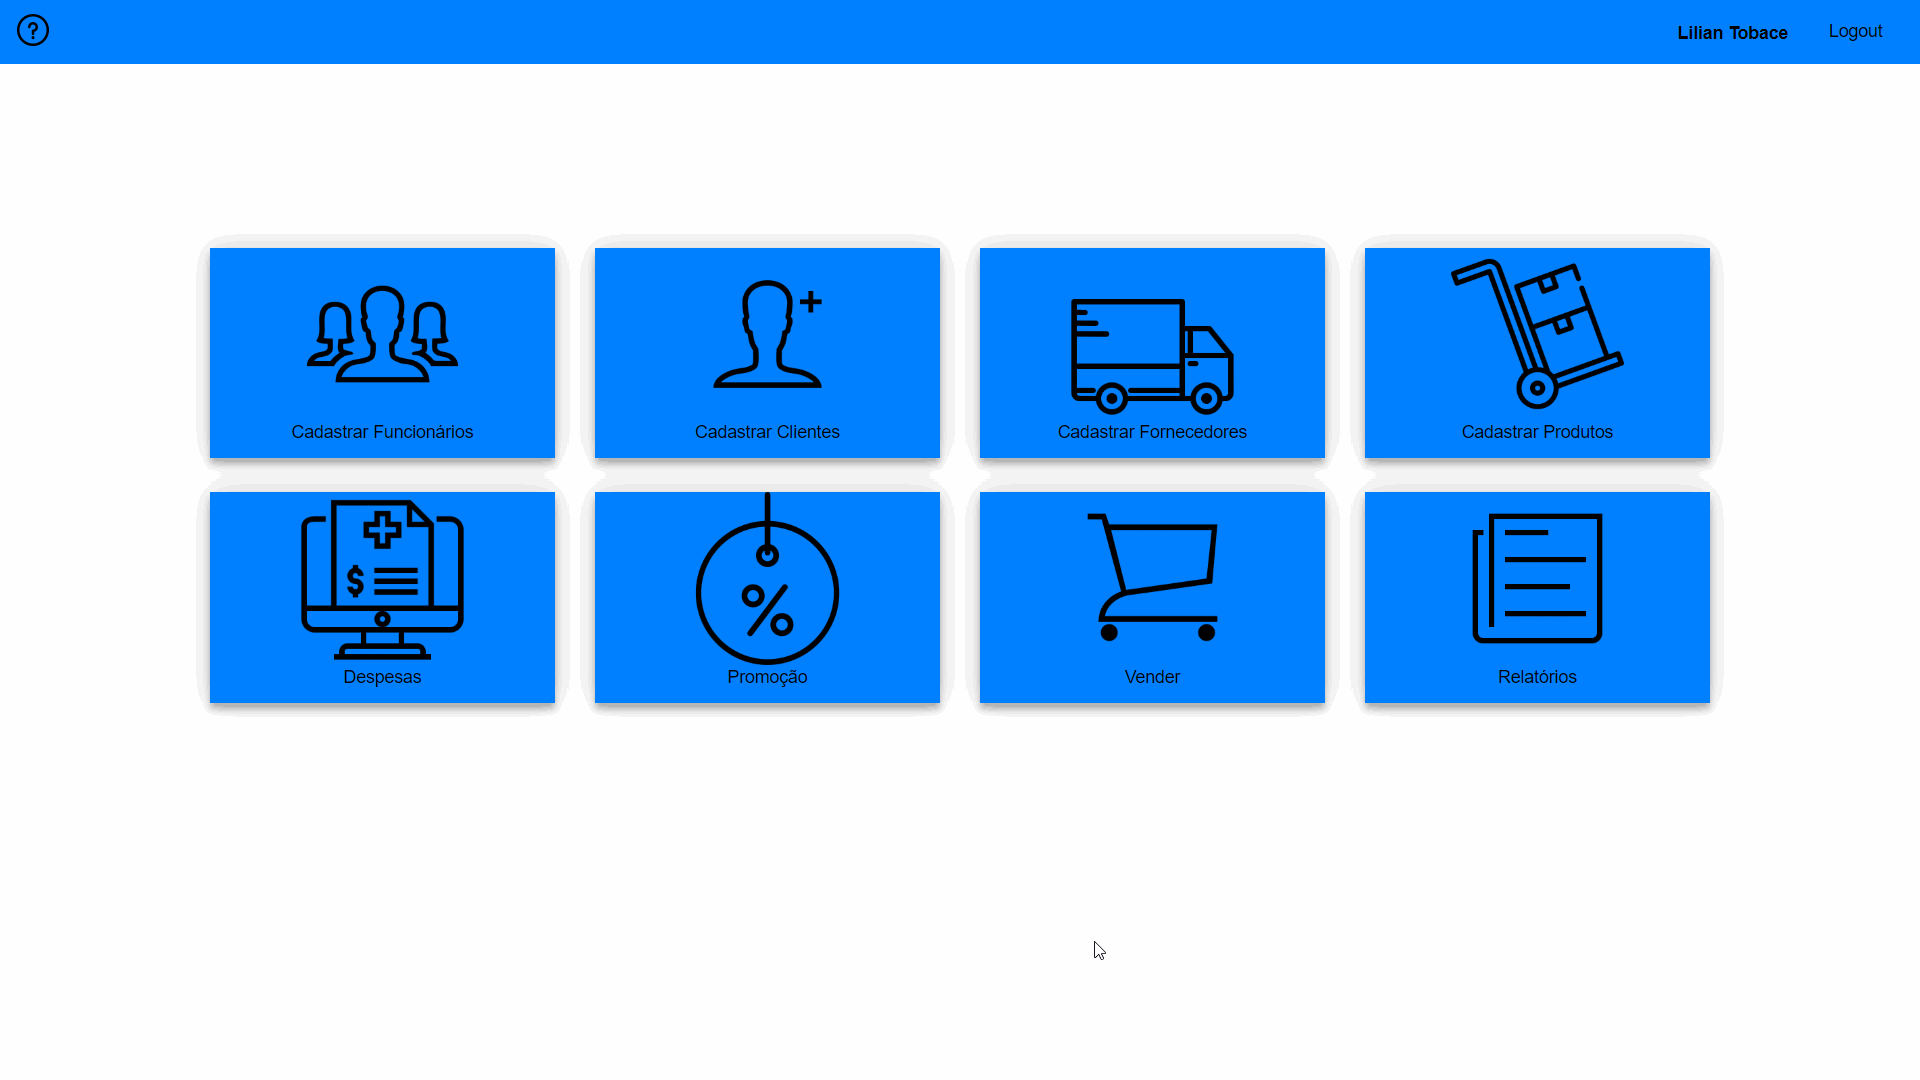 Lilian Tobace
Logout
Cadastrar Funcionários
Cadastrar Clientes
Cadastrar Fornecedores
Cadastrar Produtos
Despesas
Promoção
Vender
Relatórios